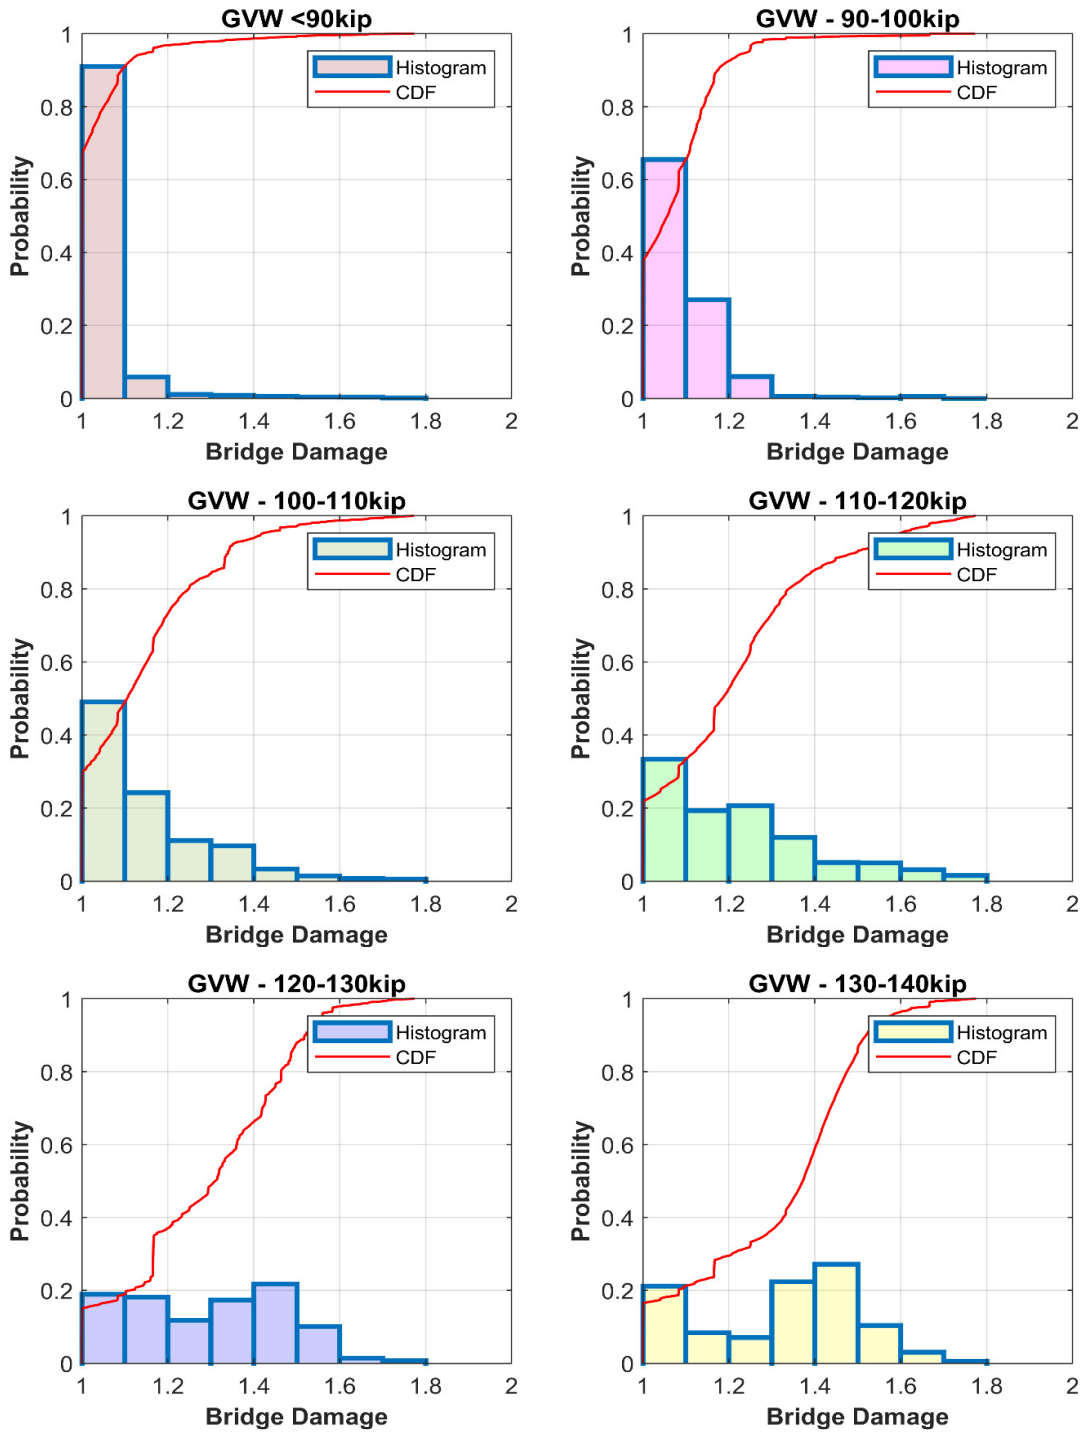 GVW <90kip
GVW - 90-100kip
1
0.8
0.6
0.4
0.2
0
Probability
Histogram
CDF
1
1.2
1.4
1.6
1.8
2
Bridge Damage
1
0.8
0.6
0.4
0.2
0
Probability
Histogram
CDF
1
1.2
1.4
1.6
1.8
2
Bridge Damage
GVW - 100-110kip
GVW - 110-120kip
1
0.8
0.6
0.4
0.2
0
Probability
Histogram
CDF
1
1.2
1.4
1.6
1.8
2
Bridge Damage
1
0.8
0.6
0.4
0.2
0
Probability
Histogram
CDF
1
1.2
1.4
1.6
1.8
2
Bridge Damage
GVW - 120-130kip
GVW - 130-140kip
1
0.8
0.6
0.4
0.2
0
Probability
Histogram
CDF
1
1.2
1.4
1.6
1.8
2
Bridge Damage
1
0.8
0.6
0.4
0.2
0
Probability
Histogram
CDF
1
1.2
1.4
1.6
1.8
2
Bridge Damage